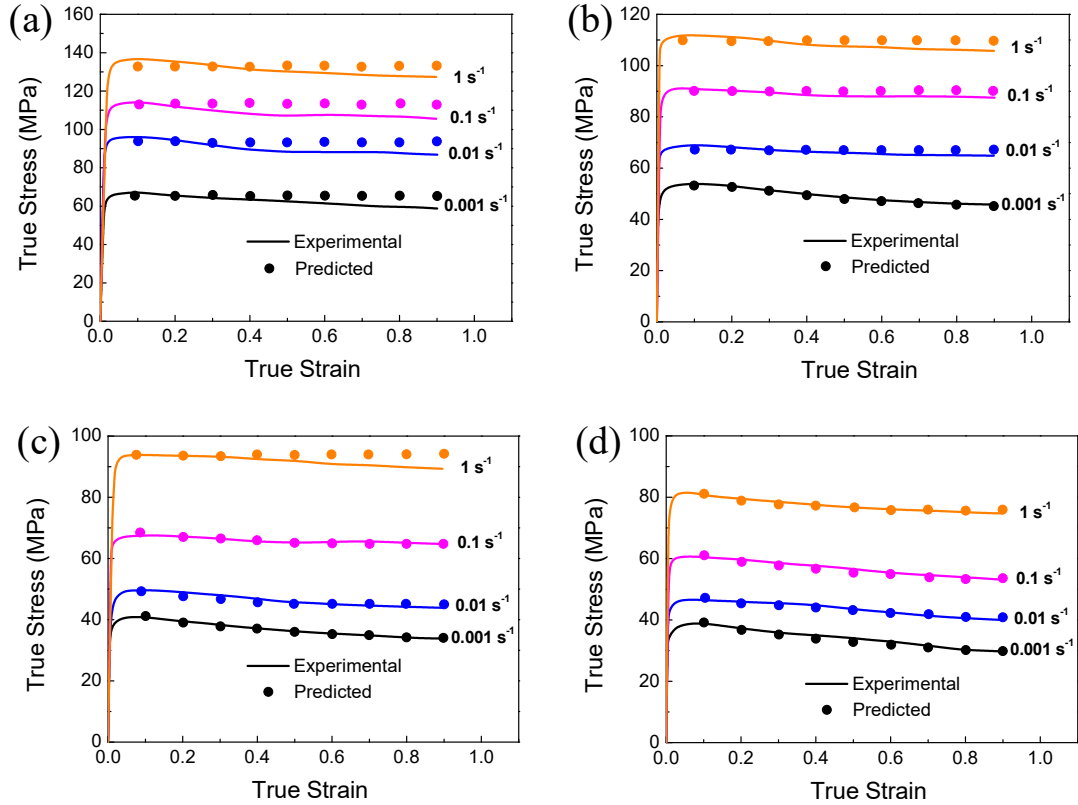 (a)
True Stress (MPa)
160
140
120
100
80
60
40
20
0
1 s⁻¹
0.1 s⁻¹
0.01 s⁻¹
0.001 s⁻¹
Experimental
Predicted
0.0 0.2 0.4 0.6 0.8 1.0
True Strain
(b)
True Stress (MPa)
120
100
80
60
40
20
0
1 s⁻¹
0.1 s⁻¹
0.01 s⁻¹
0.001 s⁻¹
Experimental
Predicted
0.0 0.2 0.4 0.6 0.8 1.0
True Strain
(c)
True Stress (MPa)
100
80
60
40
20
0
1 s⁻¹
0.1 s⁻¹
0.01 s⁻¹
0.001 s⁻¹
Experimental
Predicted
0.0 0.2 0.4 0.6 0.8 1.0
True Strain
(d)
True Stress (MPa)
100
80
60
40
20
0
1 s⁻¹
0.1 s⁻¹
0.01 s⁻¹
0.001 s⁻¹
Experimental
Predicted
0.0 0.2 0.4 0.6 0.8 1.0
True Strain